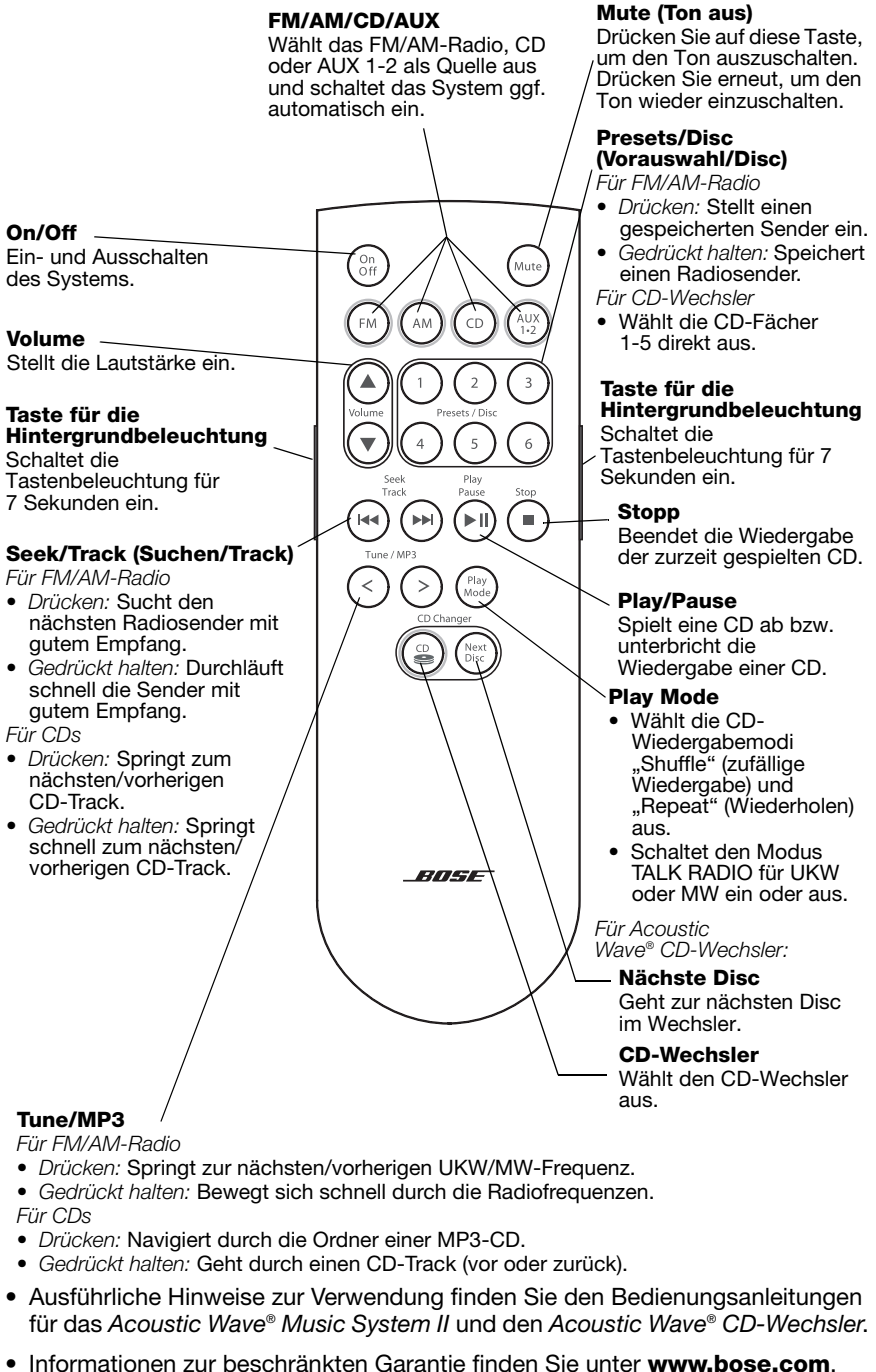 FM/AM/CD/AUX
Wählt das FM/AM-Radio, CD
oder AUX 1-2 als Quelle aus
und schaltet das System ggf.
automatisch ein.
Mute (Ton aus)
Drücken Sie auf diese Taste,
um den Ton auszuschalten.
Drücken Sie erneut, um den
Ton wieder einzuschalten.
Presets/Disc
(Vorauswahl/Disc)
Für FM/AM-Radio
• Drücken: Stellt einen
gespeicherten Sender ein.
• Gedrückt halten: Speichert
einen Radiosender.
Für CD-Wechsler
• Wählt die CD-Fächer
1-5 direkt aus.
On/Off
Ein- und Ausschalten
des Systems.
Volume
Stellt die Lautstärke ein.
Taste für die
Hintergrundbeleuchtung
Schaltet die
Tastenbeleuchtung für
7 Sekunden ein.
Seek/Track (Suchen/Track)
Für FM/AM-Radio
• Drücken: Sucht den
nächsten Radiosender mit
gutem Empfang.
• Gedrückt halten: Durchläuft
schnell die Sender mit
gutem Empfang.
Für CDs
• Drücken: Springt zum
nächsten/vorherigen
CD-Track.
• Gedrückt halten: Springt
schnell zum nächsten/
vorherigen CD-Track.
On
Off
Mute
FM
AM
CD
AUX
1•2
1
2
3
Volume
Presets / Disc
4
5
6
Seek
Track
Play
Pause
Stop
Tune / MP3
<
>
Play
Mode
CD Changer
CD
Next
Disc
BOSE
Taste für die
Hintergrundbeleuchtung
Schaltet die
Tastenbeleuchtung für 7
Sekunden ein.
Stopp
Beendet die Wiedergabe
der zurzeit gespielten CD.
Play/Pause
Spielt eine CD ab bzw.
unterbricht die
Wiedergabe einer CD.
Play Mode
• Wählt die CD-
Wiedergabemodi
„Shuffle“ (zufällige
Wiedergabe) und
„Repeat“ (Wiederholen)
aus.
• Schaltet den Modus
TALK RADIO für UKW
oder MW ein oder aus.
Für Acoustic
Wave® CD-Wechsler:
Nächste Disc
Geht zur nächsten Disc
im Wechsler.
CD-Wechsler
Wählt den CD-Wechsler
aus.
Tune/MP3
Für FM/AM-Radio
• Drücken: Springt zur nächsten/vorherigen UKW/MW-Frequenz.
• Gedrückt halten: Bewegt sich schnell durch die Radiofrequenzen.
Für CDs
• Drücken: Navigiert durch die Ordner einer MP3-CD.
• Gedrückt halten: Geht durch einen CD-Track (vor oder zurück).
• Ausführliche Hinweise zur Verwendung finden Sie den Bedienungsanleitungen
für das Acoustic Wave® Music System II und den Acoustic Wave® CD-Wechsler.
• Informationen zur beschränkten Garantie finden Sie unter www.bose.com.